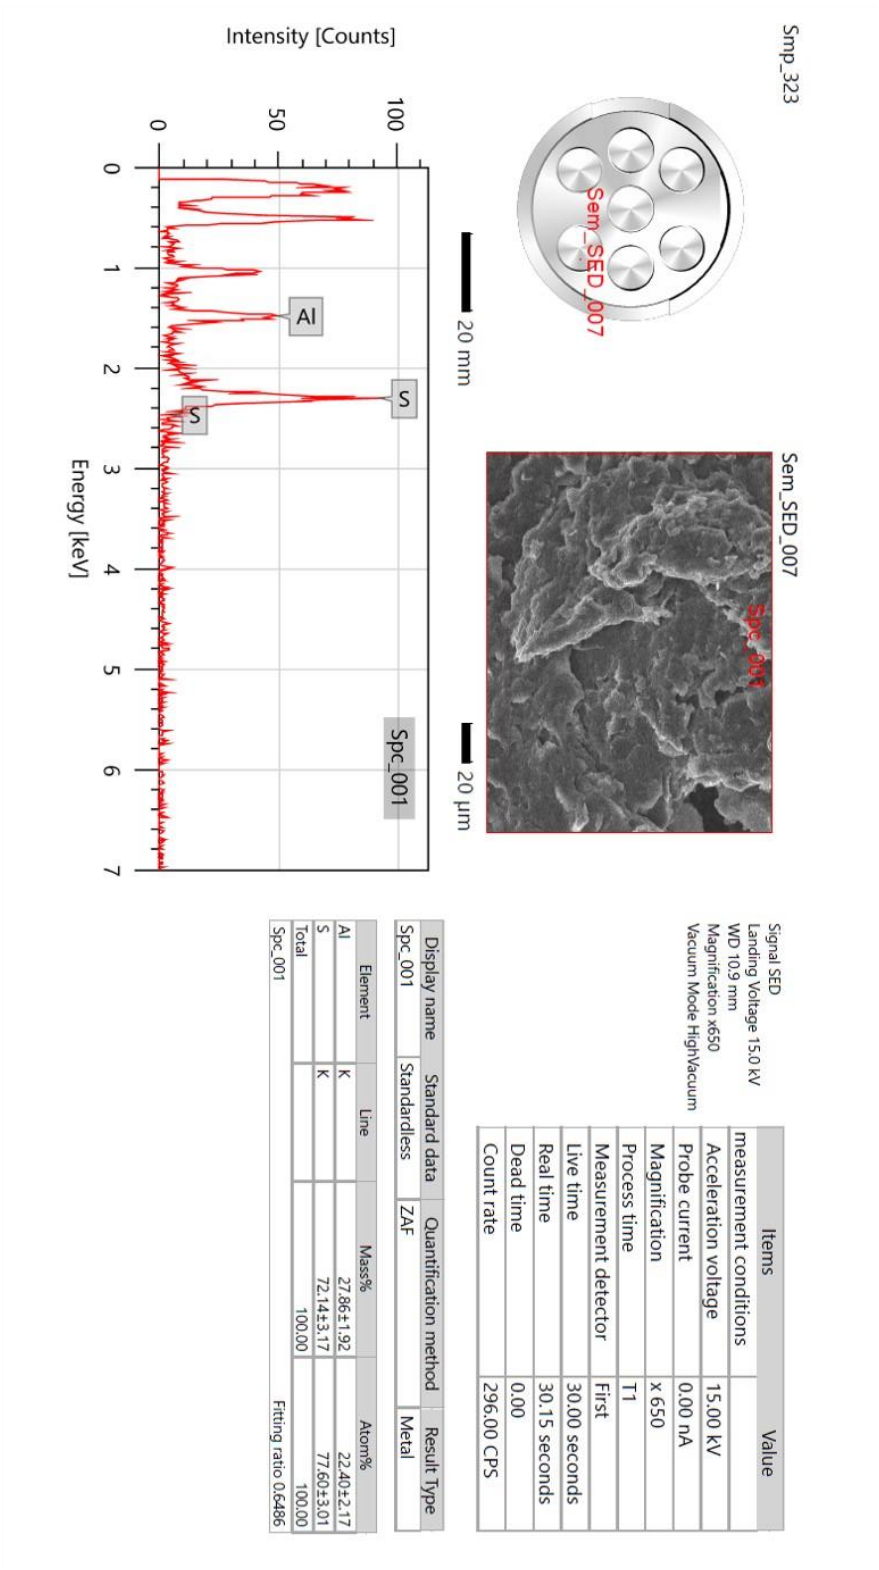 Smp_323
Sem_SED_007
20 mm
Sem_SED_007
Spc_001
20 µm
Signal SED
Landing Voltage 15.0 kV
WD 10.9 mm
Magnification x650
Vacuum Mode HighVacuum
Items Value
measurement conditions
Acceleration voltage 15.00 kV
Probe current 0.00 nA
Magnification x 650
Process time T1
Measurement detector First
Live time 30.00 seconds
Real time 30.15 seconds
Dead time 0.00
Count rate 296.00 CPS
Intensity [Counts]
100
50
0
Spc_001
S
Al
S
0 1 2 3 4 5 6 7
Energy [keV]
Display name Standard data Quantification method Result Type
Spc_001 Standardless ZAF Metal
Element Line Mass% Atom%
Al K 27.86±1.92 22.40±2.17
S K 72.14±3.17 77.60±3.01
Total 100.00 100.00
Spc_001 Fitting ratio 0.6486